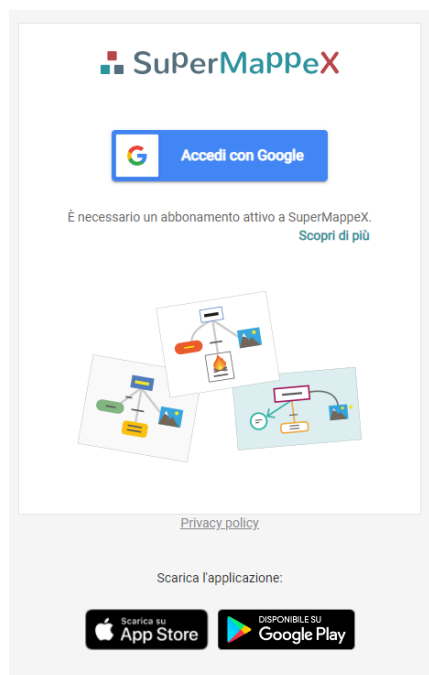 SuperMappeX
Accedi con Google
È necessario un abbonamento attivo a SuperMappeX.
Scopri di più
Privacy policy
Scarica l'applicazione:
Scarica su
App Store
DISPONIBILE SU
Google Play